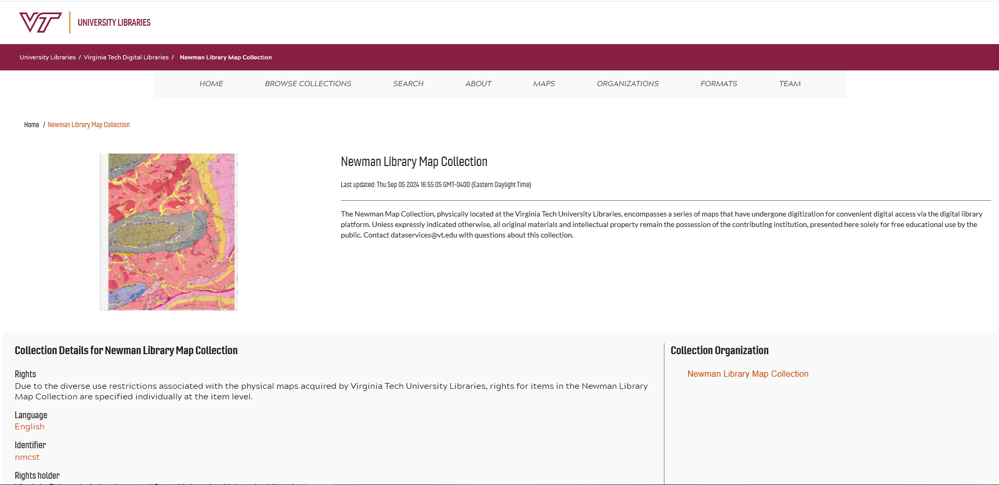 VT
UNIVERSITY LIBRARIES
University Libraries / Virginia Tech Digital Libraries / Newman Library Map Collection
HOME BROWSE COLLECTIONS SEARCH ABOUT MAPS ORGANIZATIONS FORMATS TEAM
Home / Newman Library Map Collection
Newman Library Map Collection
Last updated: Thu Sep 05 2024 16:55:05 GMT-0400 (Eastern Daylight Time)
The Newman Map Collection, physically located at the Virginia Tech University Libraries, encompasses a series of maps that have undergone digitization for convenient digital access via the digital library
platform. Unless expressly indicated otherwise, all original materials and intellectual property remain the possession of the contributing institution, presented here solely for free educational use by the
public. Contact dataservices@vt.edu with questions about this collection.
Collection Details for Newman Library Map Collection
Rights
Due to the diverse use restrictions associated with the physical maps acquired by Virginia Tech University Libraries, rights for items in the Newman Library
Map Collection are specified individually at the item level.
Language
English
Identifier
nmcst
Rights holder
Collection Organization
Newman Library Map Collection